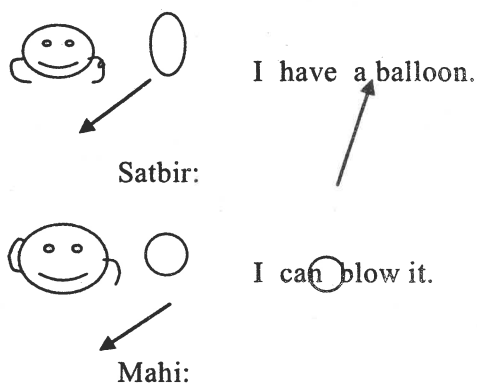 I have a balloon.
Satbir:
I can blow it.
Mahi: